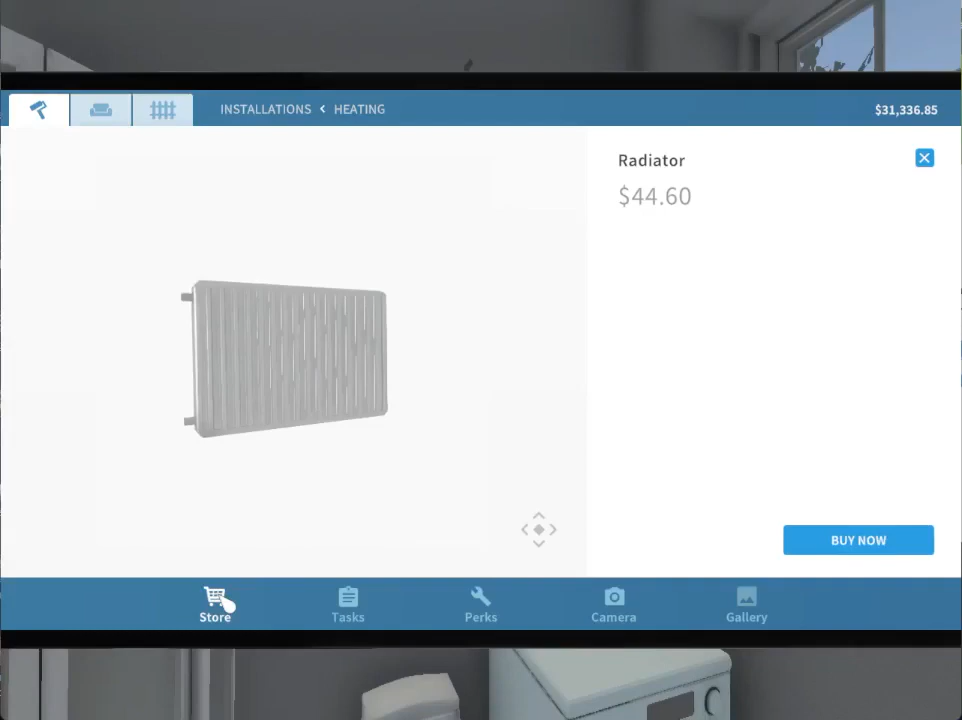 INSTALLATIONS < HEATING
$31,336.85
Radiator
$44.60
BUY NOW
Store
Tasks
Perks
Camera
Gallery